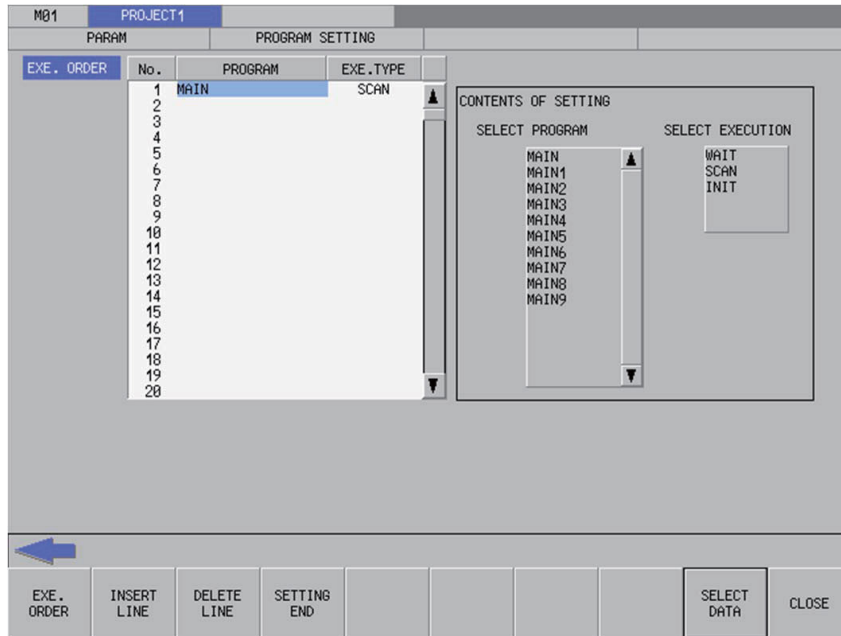 M01 PROJECT1
PARAM PROGRAM SETTING
EXE. ORDER
No. PROGRAM EXE.TYPE
1 MAIN SCAN
2
3
4
5
6
7
8
9
10
11
12
13
14
15
16
17
18
19
20
CONTENTS OF SETTING
SELECT PROGRAM
MAIN
MAIN1
MAIN2
MAIN3
MAIN4
MAIN5
MAIN6
MAIN7
MAIN8
MAIN9
SELECT EXECUTION
WAIT
SCAN
INIT
EXE.
ORDER
INSERT
LINE
DELETE
LINE
SETTING
END
SELECT
DATA
CLOSE